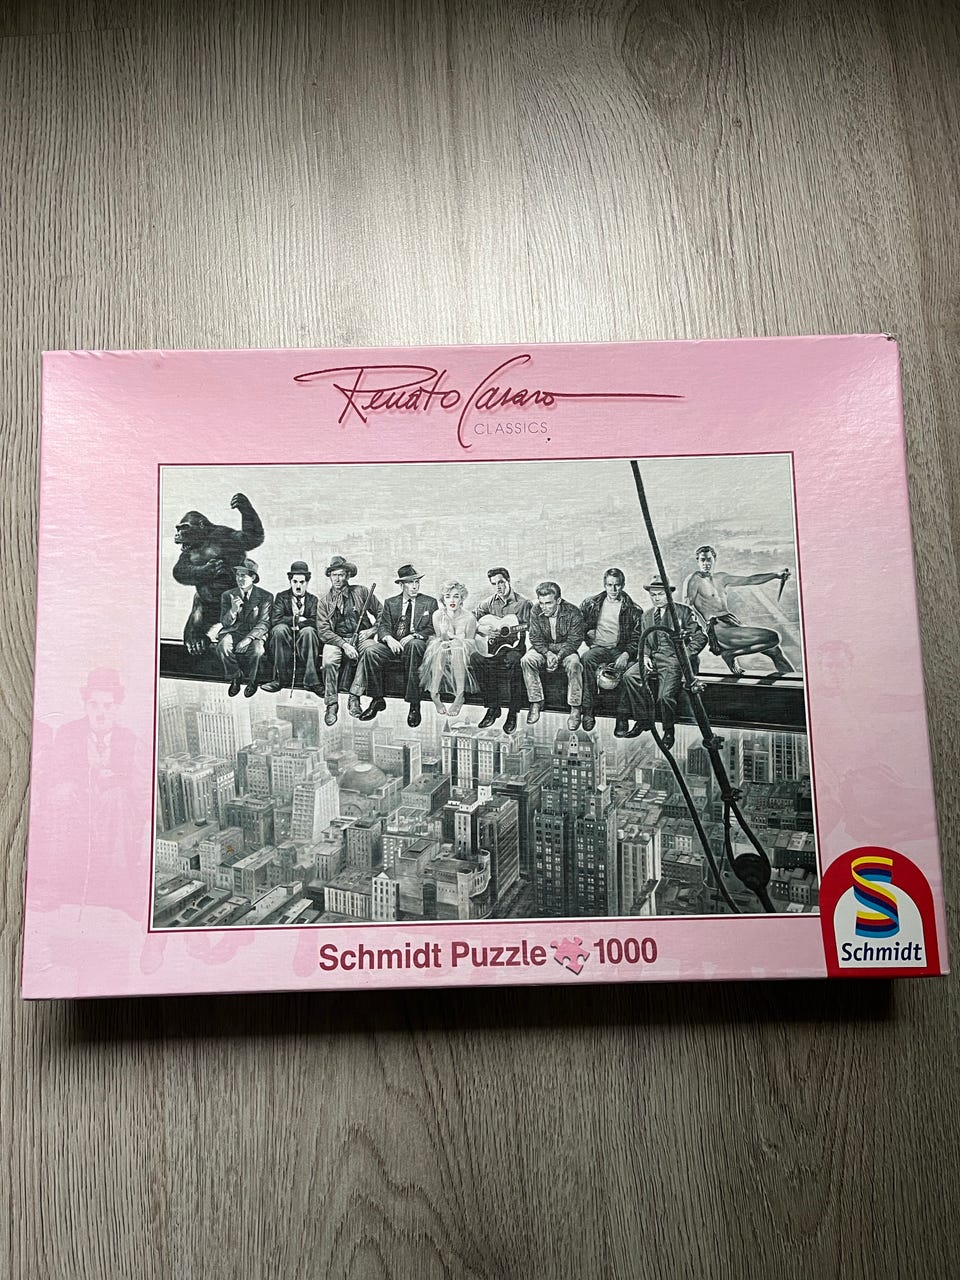 Renato Casaro
CLASSICS
Schmidt Puzzle 1000
Schmidt